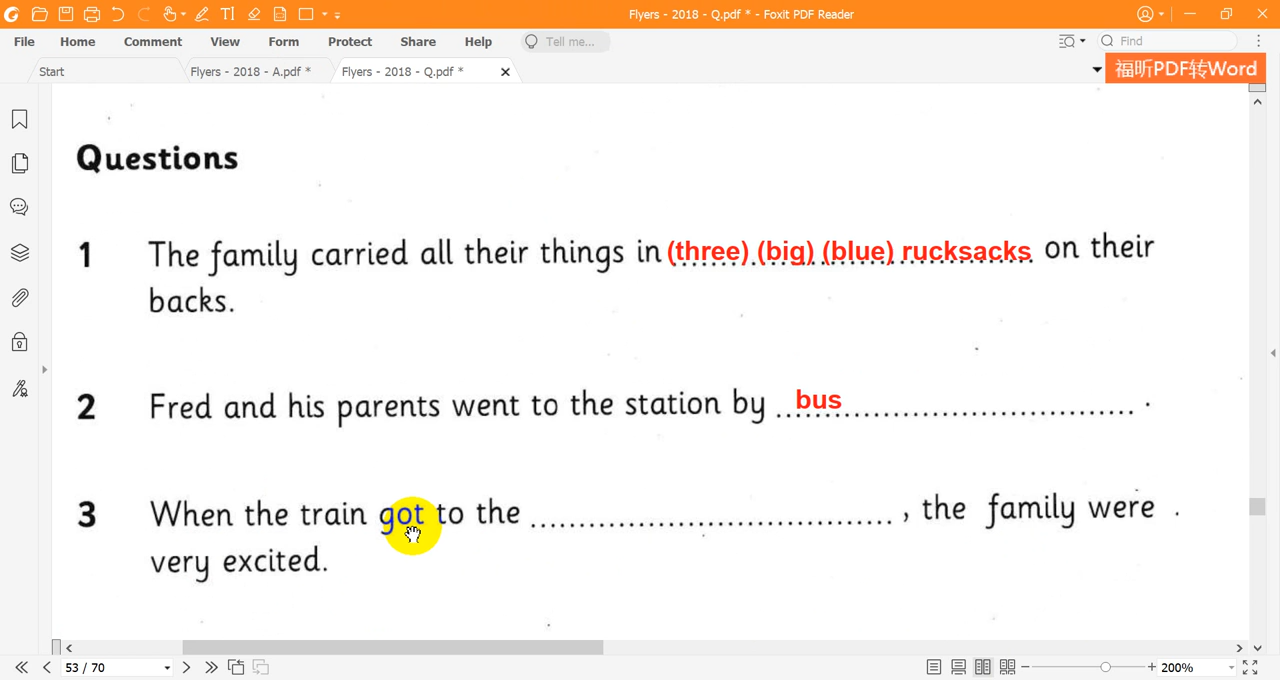 Flyers - 2018 - Q.pdf * - Foxit PDF Reader
File Home Comment View Form Protect Share Help Tell me... Find
Start Flyers - 2018 - A.pdf * Flyers - 2018 - Q.pdf * 福昕PDF转Word
Questions
1 The family carried all their things in (three) (big) (blue) rucksacks on their
backs.
2 Fred and his parents went to the station by bus .
3 When the train got to the ...................................., the family were .
very excited.
53 / 70 200%